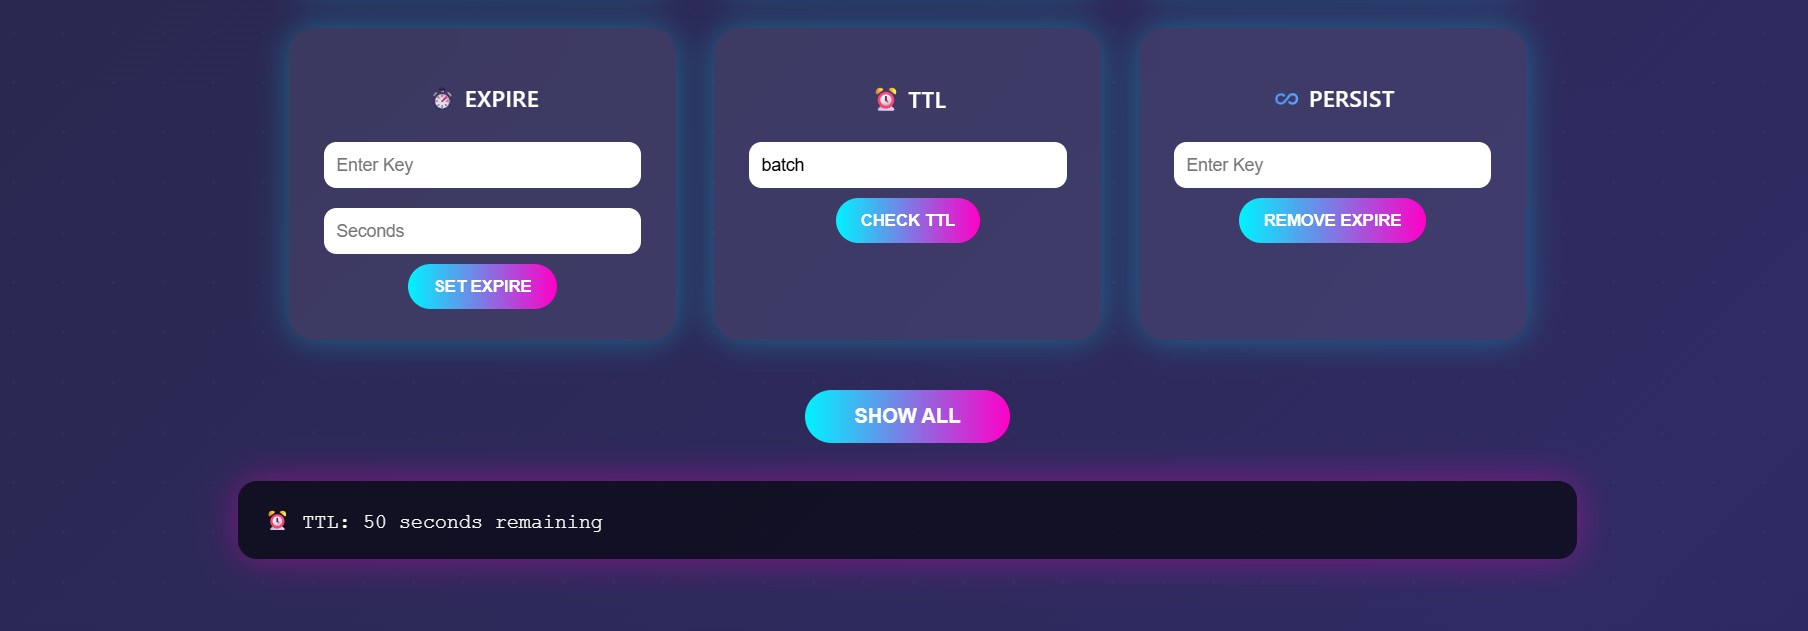 EXPIRE
Enter Key
Seconds
SET EXPIRE
TTL
batch
CHECK TTL
PERSIST
Enter Key
REMOVE EXPIRE
SHOW ALL
TTL: 50 seconds remaining